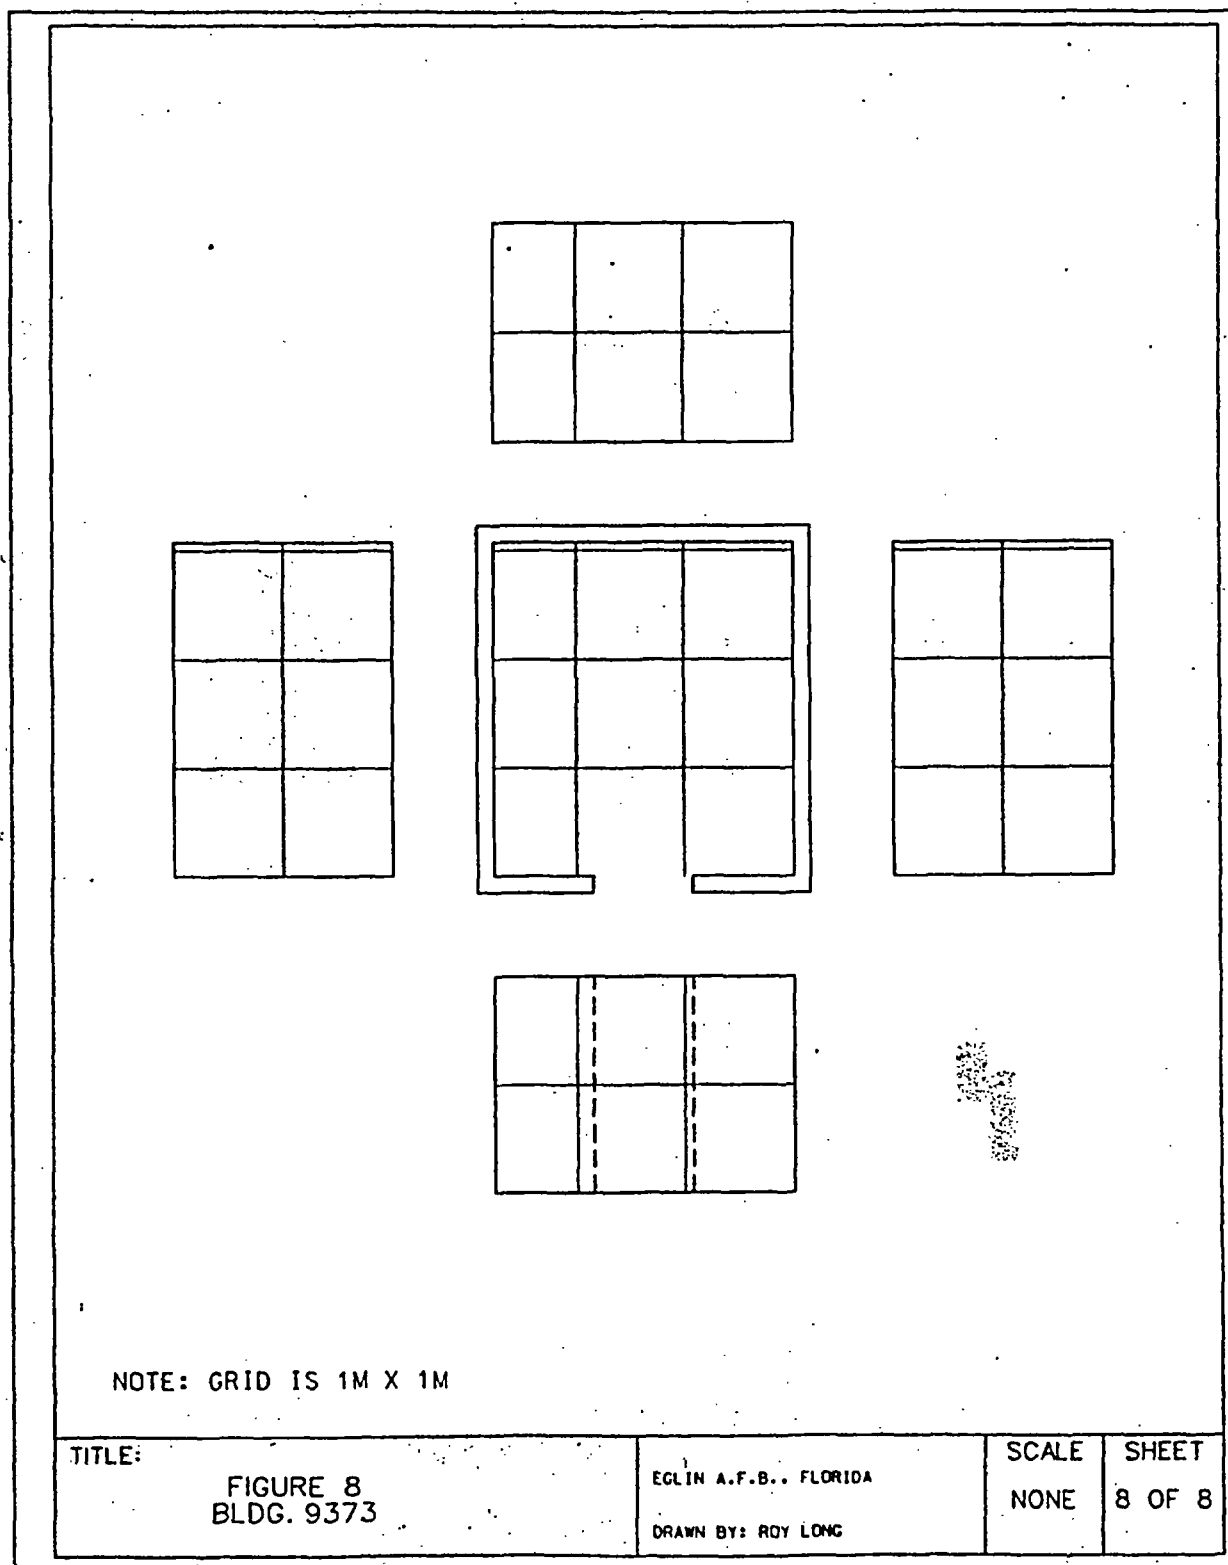 NOTE: GRID IS 1M X 1M
TITLE:
FIGURE 8
BLDG. 9373
EGLIN A.F.B., FLORIDA
DRAWN BY: ROY LONG
SCALE
NONE
SHEET
8 OF 8